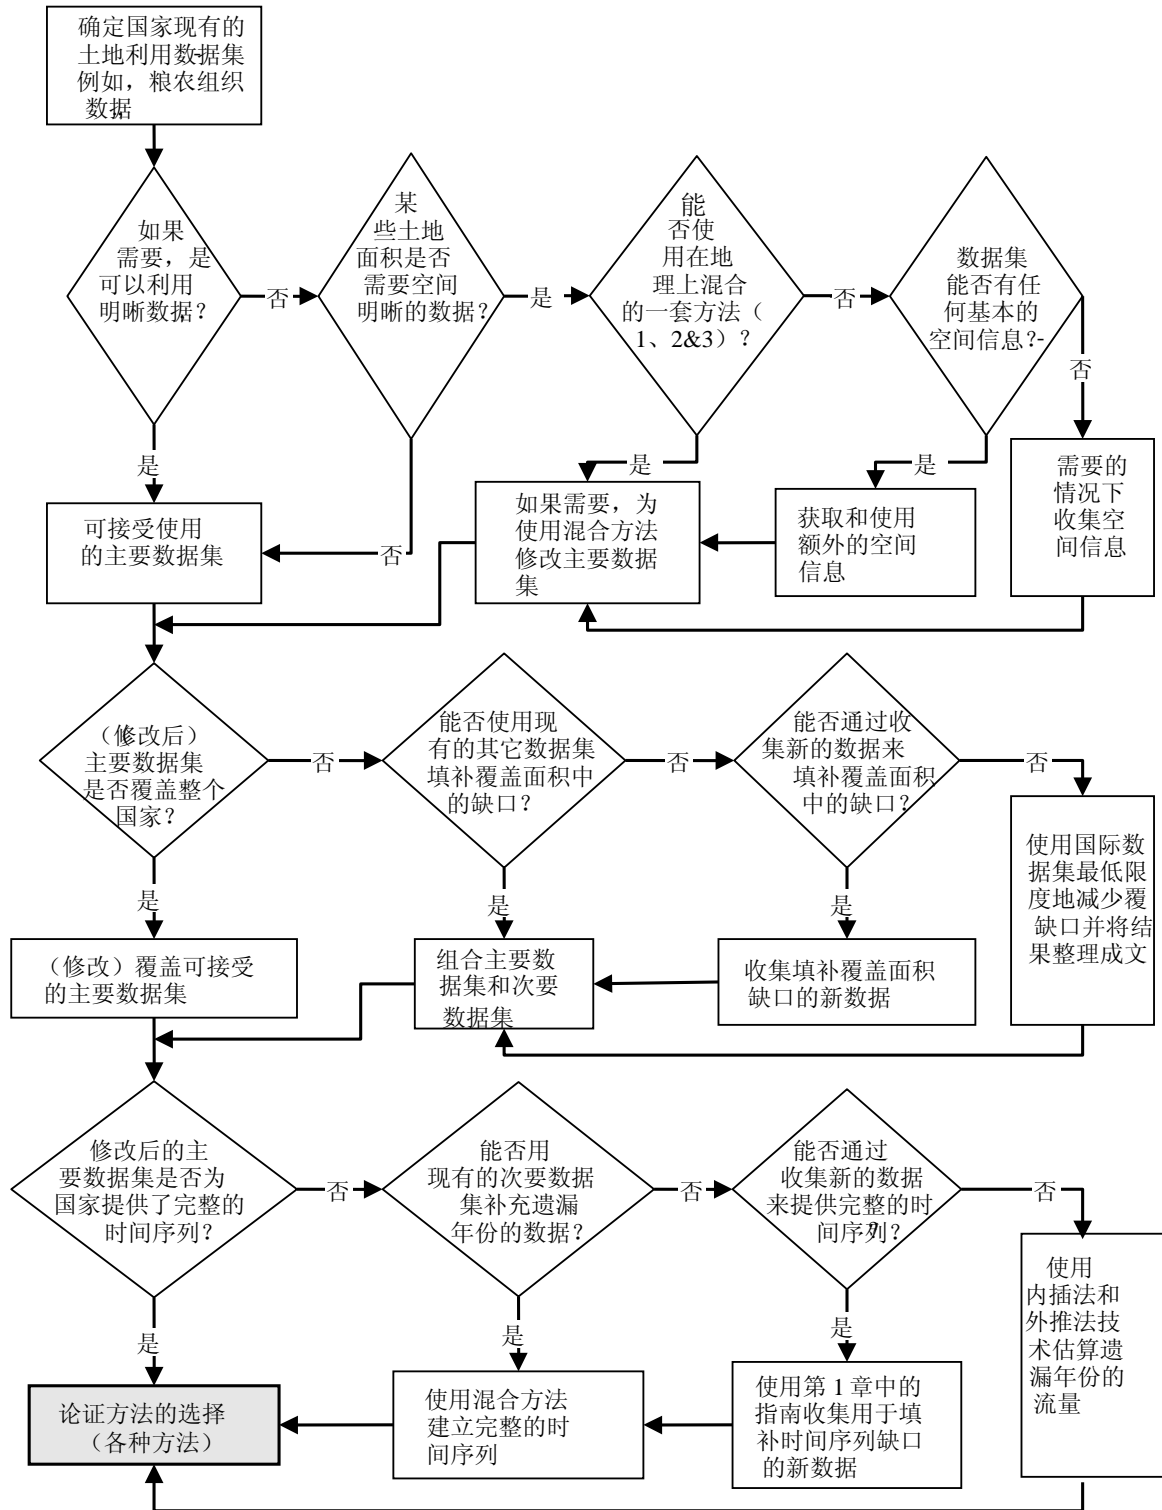 确定国家现有的
土地利用数据集
例如，粮农组织
数据
如果
需要，是
可以利用
明晰数据？
否
某
些土地
面积是否
需要空间
明晰的数据？
是
能
否使
用在地
理上混合
的一套方法（
1、2&3）？
否
数据集
能否有任
何基本的
空间信息？-
否
是
可接受使用
的主要数据集
否
是
如果需要，为
使用混合方法
修改主要数据
集
是
获取和使用
额外的空间
信息
需要的
情况下
收集空
间信息
（修改后）
主要数据集
是否覆盖整个
国家？
否
能否使用现
有的其它数据集
填补覆盖面积中
的缺口？
否
能否通过收
集新的数据来
填补覆盖面积
中的缺口？
否
使用国际数
据集最低限
度地减少覆
缺口并将结
果整理成文
是
（修改）覆盖可接受
的主要数据集
是
组合主要数
据集和次要
数据集
是
收集填补覆盖面积
缺口的新数据
修改后的主
要数据集是否为
国家提供了完整的
时间序列？
否
能否用
现有的次要数据
集补充遗漏
年份的数据？
否
能否通过
收集新的数据
来提供完整的时
间序列？
否
使用
内插法和
外推法技
术估算遗
漏年份的
流量
是
论证方法的选择
（各种方法）
是
使用混合方法
建立完整的时
间序列
是
使用第 1 章中的
指南收集用于填
补时间序列缺口
的新数据